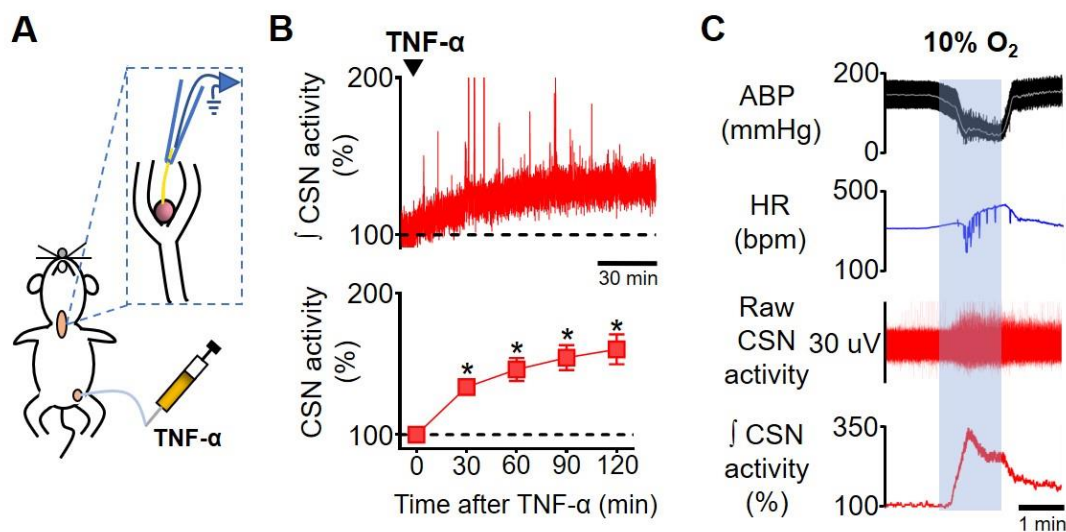 A
TNF-α
B
TNF-α
200
∫ CSN activity
(%)
100
30 min
200
CSN activity
(%)
100
*
*
*
*
0 30 60 90 120
Time after TNF-α (min)
C
10% O2
ABP
(mmHg)
200
0
HR
(bpm)
500
100
Raw
CSN
activity
30 uV
∫ CSN
activity
(%)
350
100
1 min